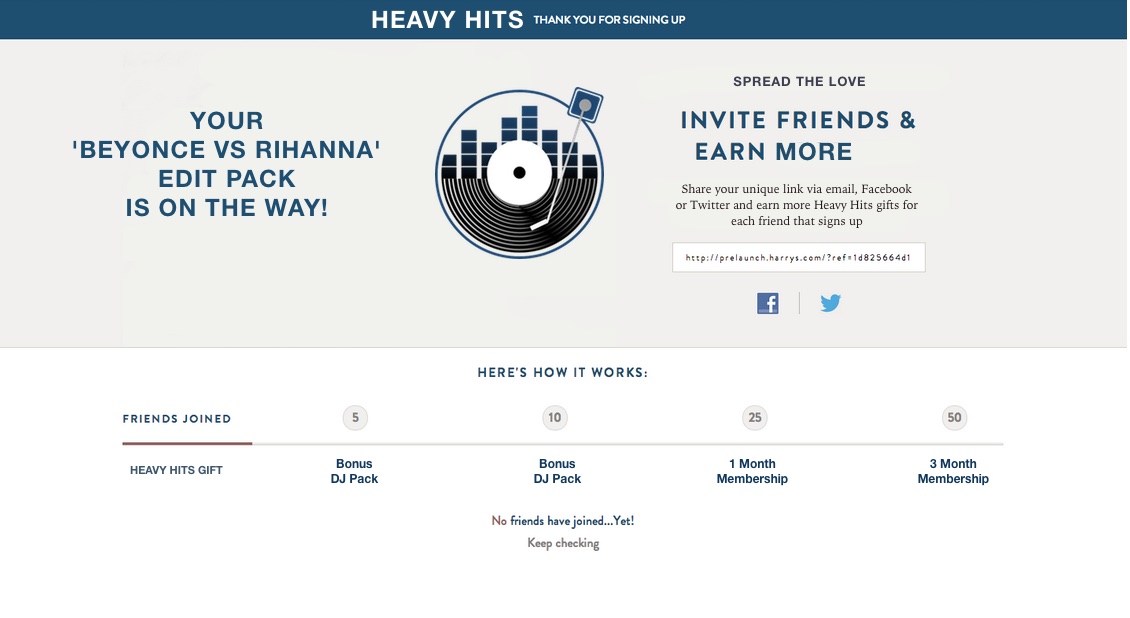 HEAVY HITS THANK YOU FOR SIGNING UP
YOUR
'BEYONCE VS RIHANNA'
EDIT PACK
IS ON THE WAY!
SPREAD THE LOVE
INVITE FRIENDS &
EARN MORE
Share your unique link via email, Facebook
or Twitter and earn more Heavy Hits gifts for
each friend that signs up
http://prelaunch.harrys.com/?ref=1d825664d1
HERE'S HOW IT WORKS:
FRIENDS JOINED 5 10 25 50
HEAVY HITS GIFT
Bonus
DJ Pack
Bonus
DJ Pack
1 Month
Membership
3 Month
Membership
No friends have joined...Yet!
Keep checking